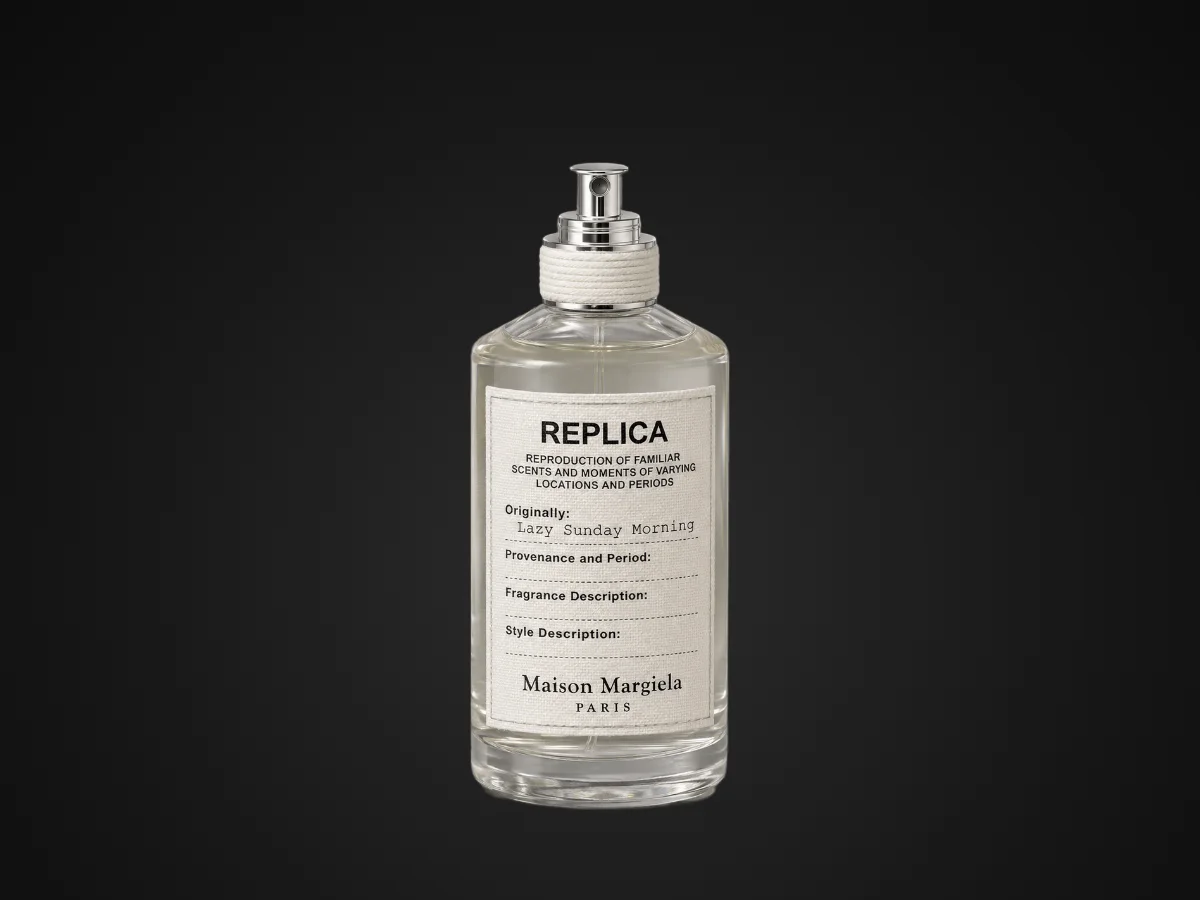 REPLICA
REPRODUCTION OF FAMILIAR
SCENTS AND MOMENTS OF VARYING
LOCATIONS AND PERIODS
Originally:
Lazy Sunday Morning
Provenance and Period:
Fragrance Description:
Style Description:
Maison Margiela
PARIS